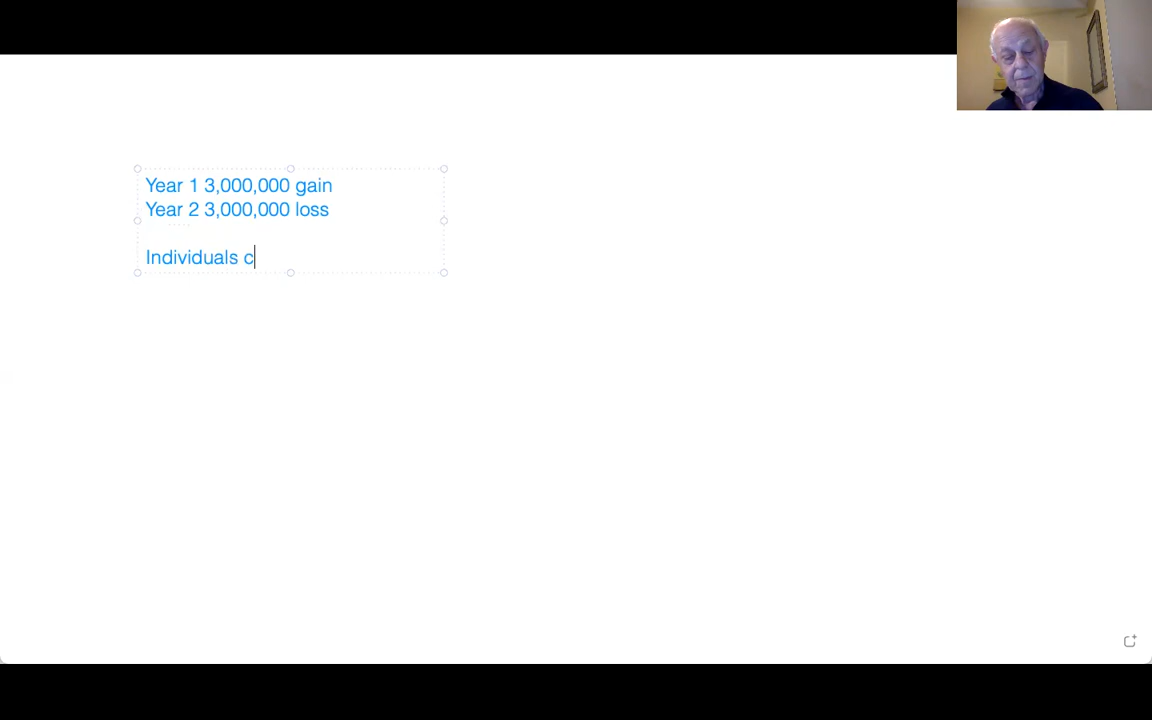 Year 1 3,000,000 gain
Year 2 3,000,000 loss
Individuals c